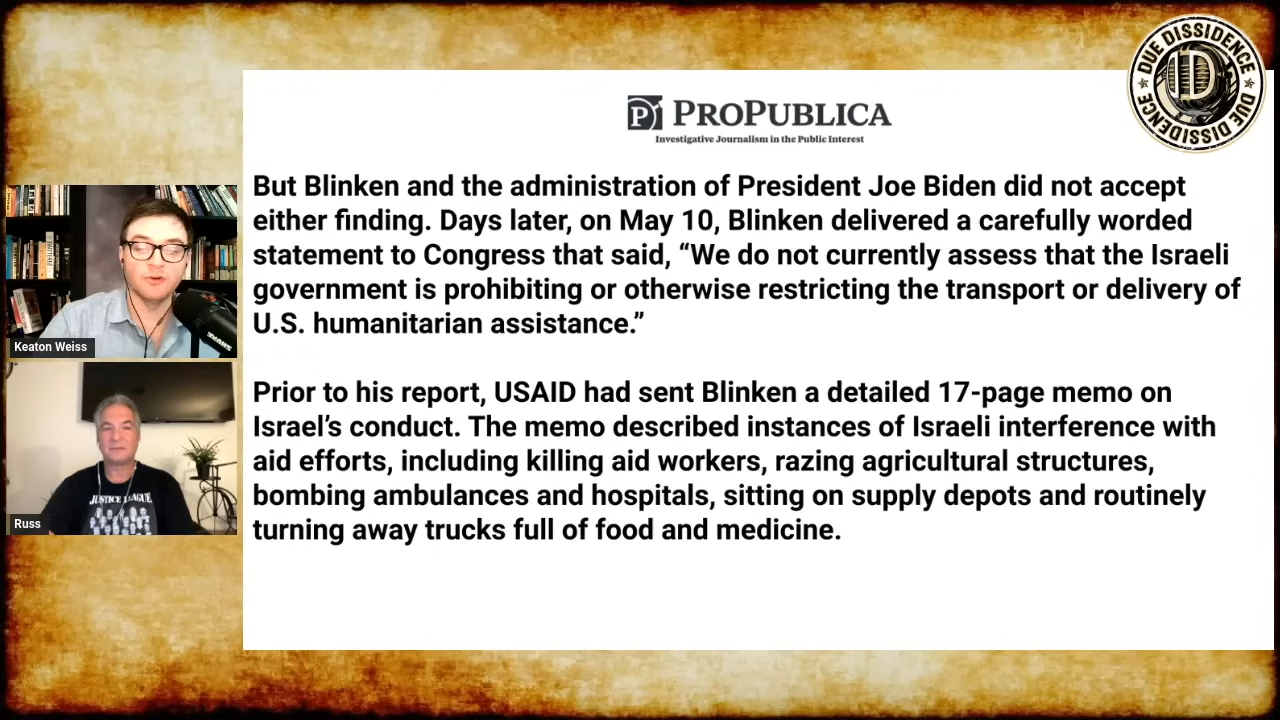 DUE DISSIDENCE
DUE DISSIDENCE
D
P
PROPUBLICA
Investigative Journalism in the Public Interest
But Blinken and the administration of President Joe Biden did not accept
either finding. Days later, on May 10, Blinken delivered a carefully worded
statement to Congress that said, “We do not currently assess that the Israeli
government is prohibiting or otherwise restricting the transport or delivery of
U.S. humanitarian assistance.”
Prior to his report, USAID had sent Blinken a detailed 17-page memo on
Israel’s conduct. The memo described instances of Israeli interference with
aid efforts, including killing aid workers, razing agricultural structures,
bombing ambulances and hospitals, sitting on supply depots and routinely
turning away trucks full of food and medicine.
Keaton Weiss
JUSTICE LEAGUE
Russ